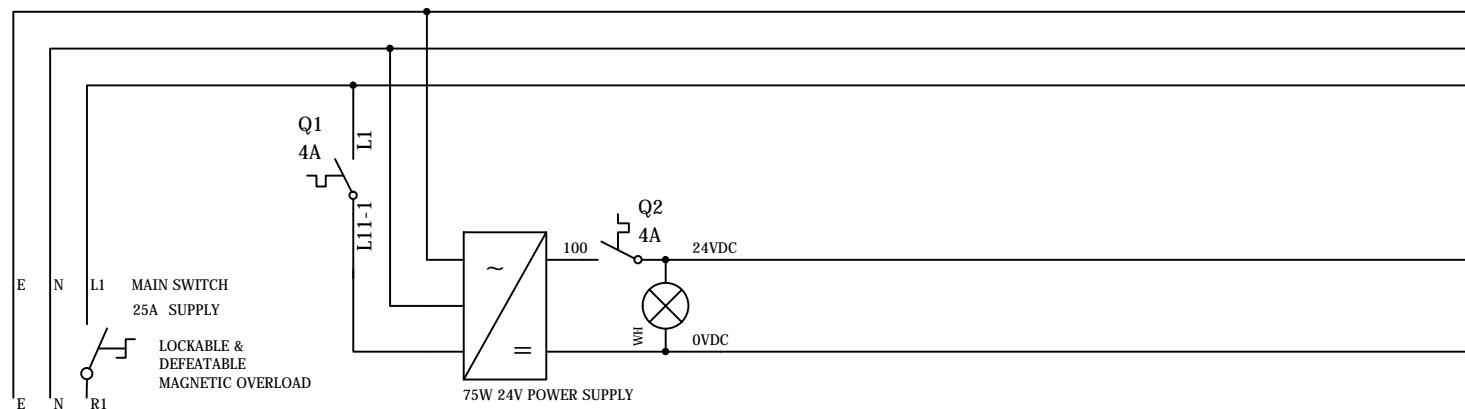 Q1
4A
L1
L11-1
Q2
4A
100
24VDC
~
=
WH
0VDC
75W 24V POWER SUPPLY
E
N
L1
MAIN SWITCH
25A SUPPLY
LOCKABLE &
DEFEATABLE
MAGNETIC OVERLOAD
E
N
R1